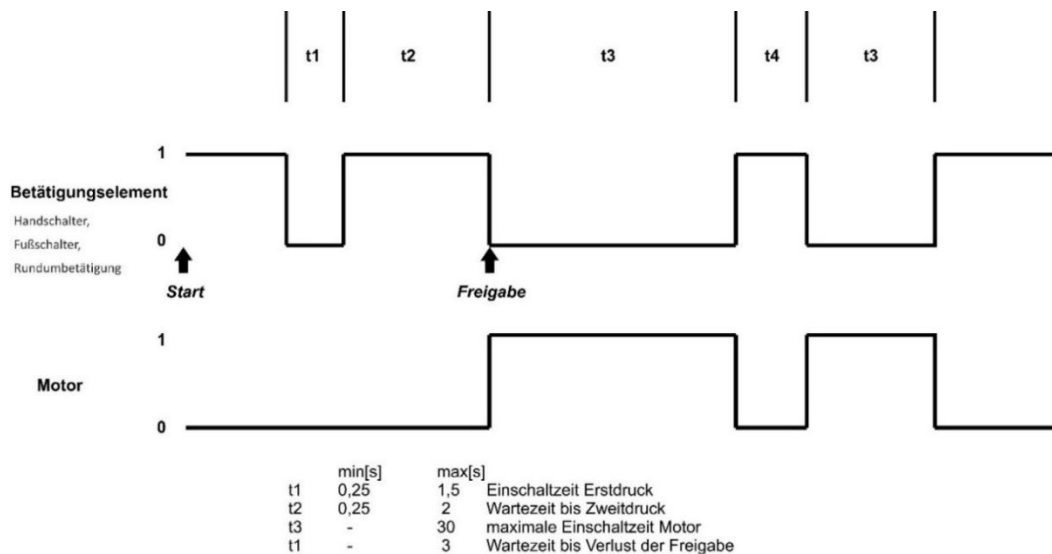 t1 t2 t3 t4 t3
1
Betätigungselement
Handschalter,
Fußschalter,
0
Rundumbetätigung
Start Freigabe
1
Motor
0
min[s] max[s]
t1 0,25 1,5 Einschaltzeit Erstdruck
t2 0,25 2 Wartezeit bis Zweitdruck
t3 - 30 maximale Einschaltzeit Motor
t1 - 3 Wartezeit bis Verlust der Freigabe